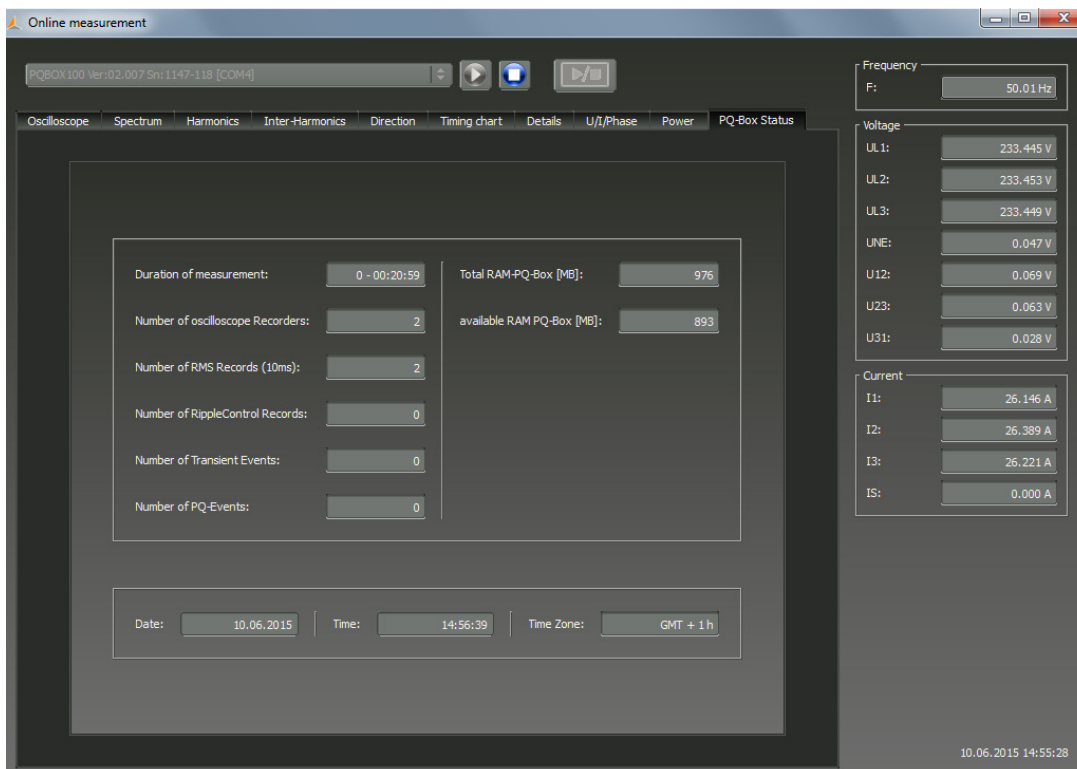 Online measurement
PQBOX100 Ver:02.007 Sn:1147-118 [COM4]
Oscilloscope Spectrum Harmonics Inter-Harmonics Direction Timing chart Details U/I/Phase Power PQ-Box Status
Duration of measurement: 0 - 00:20:59 Total RAM-PQ-Box [MB]: 976
Number of oscilloscope Recorders: 2 available RAM PQ-Box [MB]: 893
Number of RMS Records (10ms): 2
Number of RippleControl Records: 0
Number of Transient Events: 0
Number of PQ-Events: 0
Date: 10.06.2015 Time: 14:56:39 Time Zone: GMT + 1 h
Frequency
F: 50.01 Hz
Voltage
UL1: 233.445 V
UL2: 233.453 V
UL3: 233.449 V
UNE: 0.047 V
U12: 0.069 V
U23: 0.063 V
U31: 0.028 V
Current
I1: 26.146 A
I2: 26.389 A
I3: 26.221 A
IS: 0.000 A
10.06.2015 14:55:28